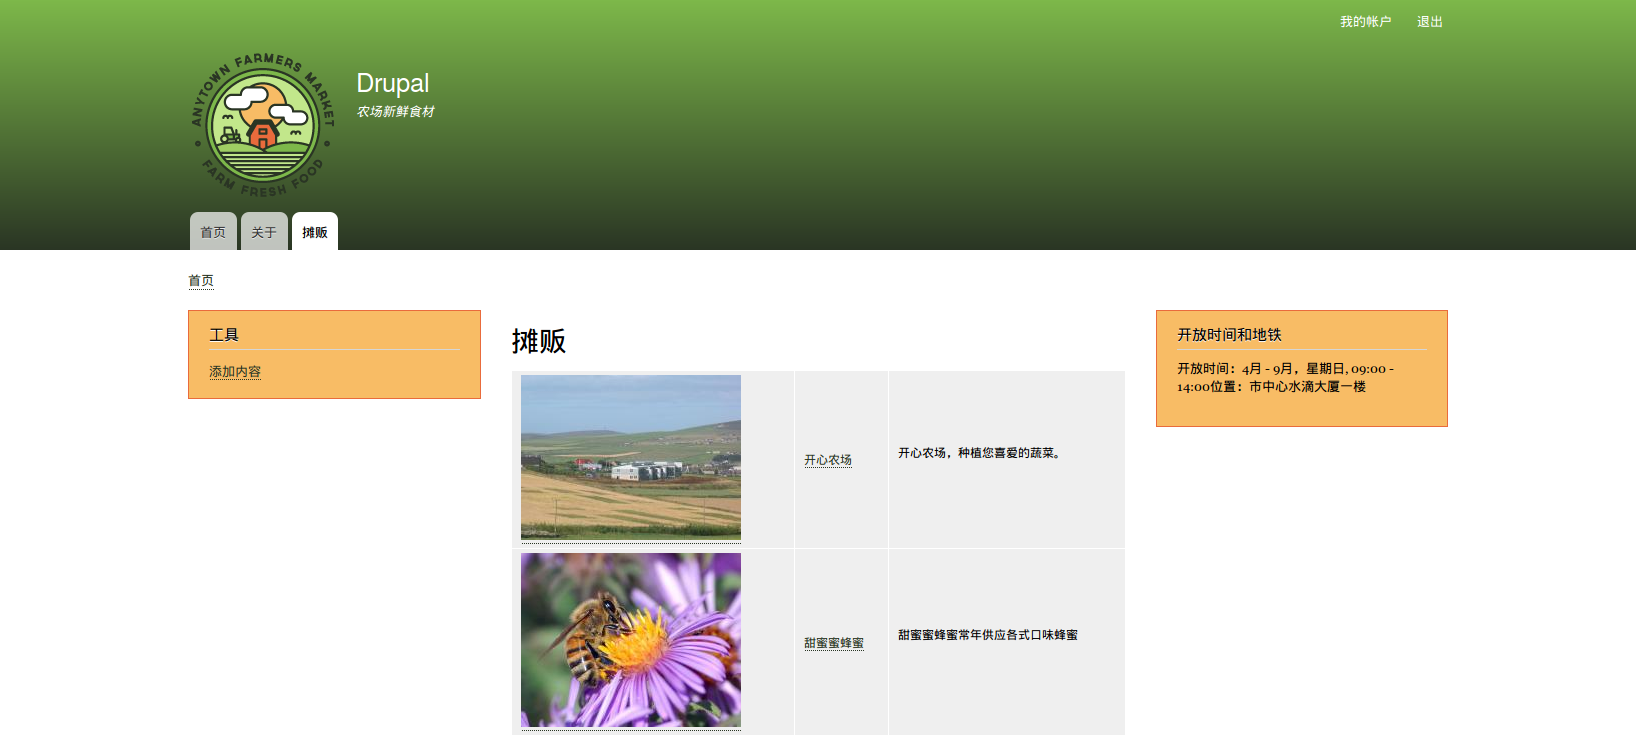 我的帐户 退出
ANYTOWN FARMERS MARKET
FARM FRESH FOOD
Drupal
农场新鲜食材
首页 关于 摊贩
首页
工具
添加内容
摊贩
开心农场 开心农场，种植您喜爱的蔬菜。
甜蜜蜜蜂蜜 甜蜜蜜蜂蜜常年供应各式口味蜂蜜
开放时间和地铁
开放时间：4月 - 9月，星期日, 09:00 -
14:00位置：市中心水滴大厦一楼